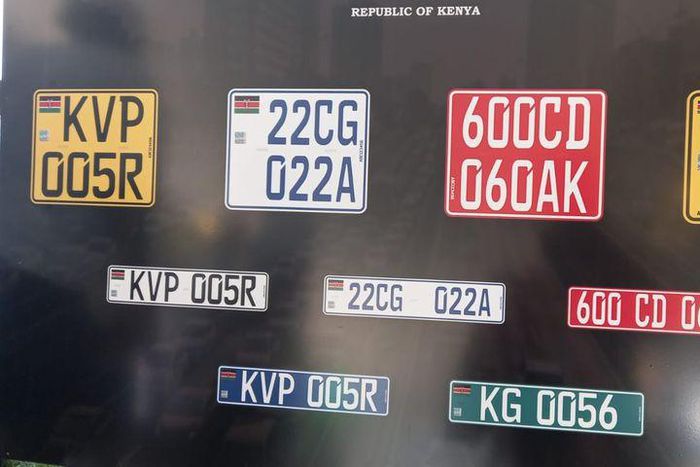 REPUBLIC OF KENYA
KVP
005R
22CG
022A
600CD
060AK
KVP 005R
22CG 022A
600 CD
KVP 005R
KG 0056